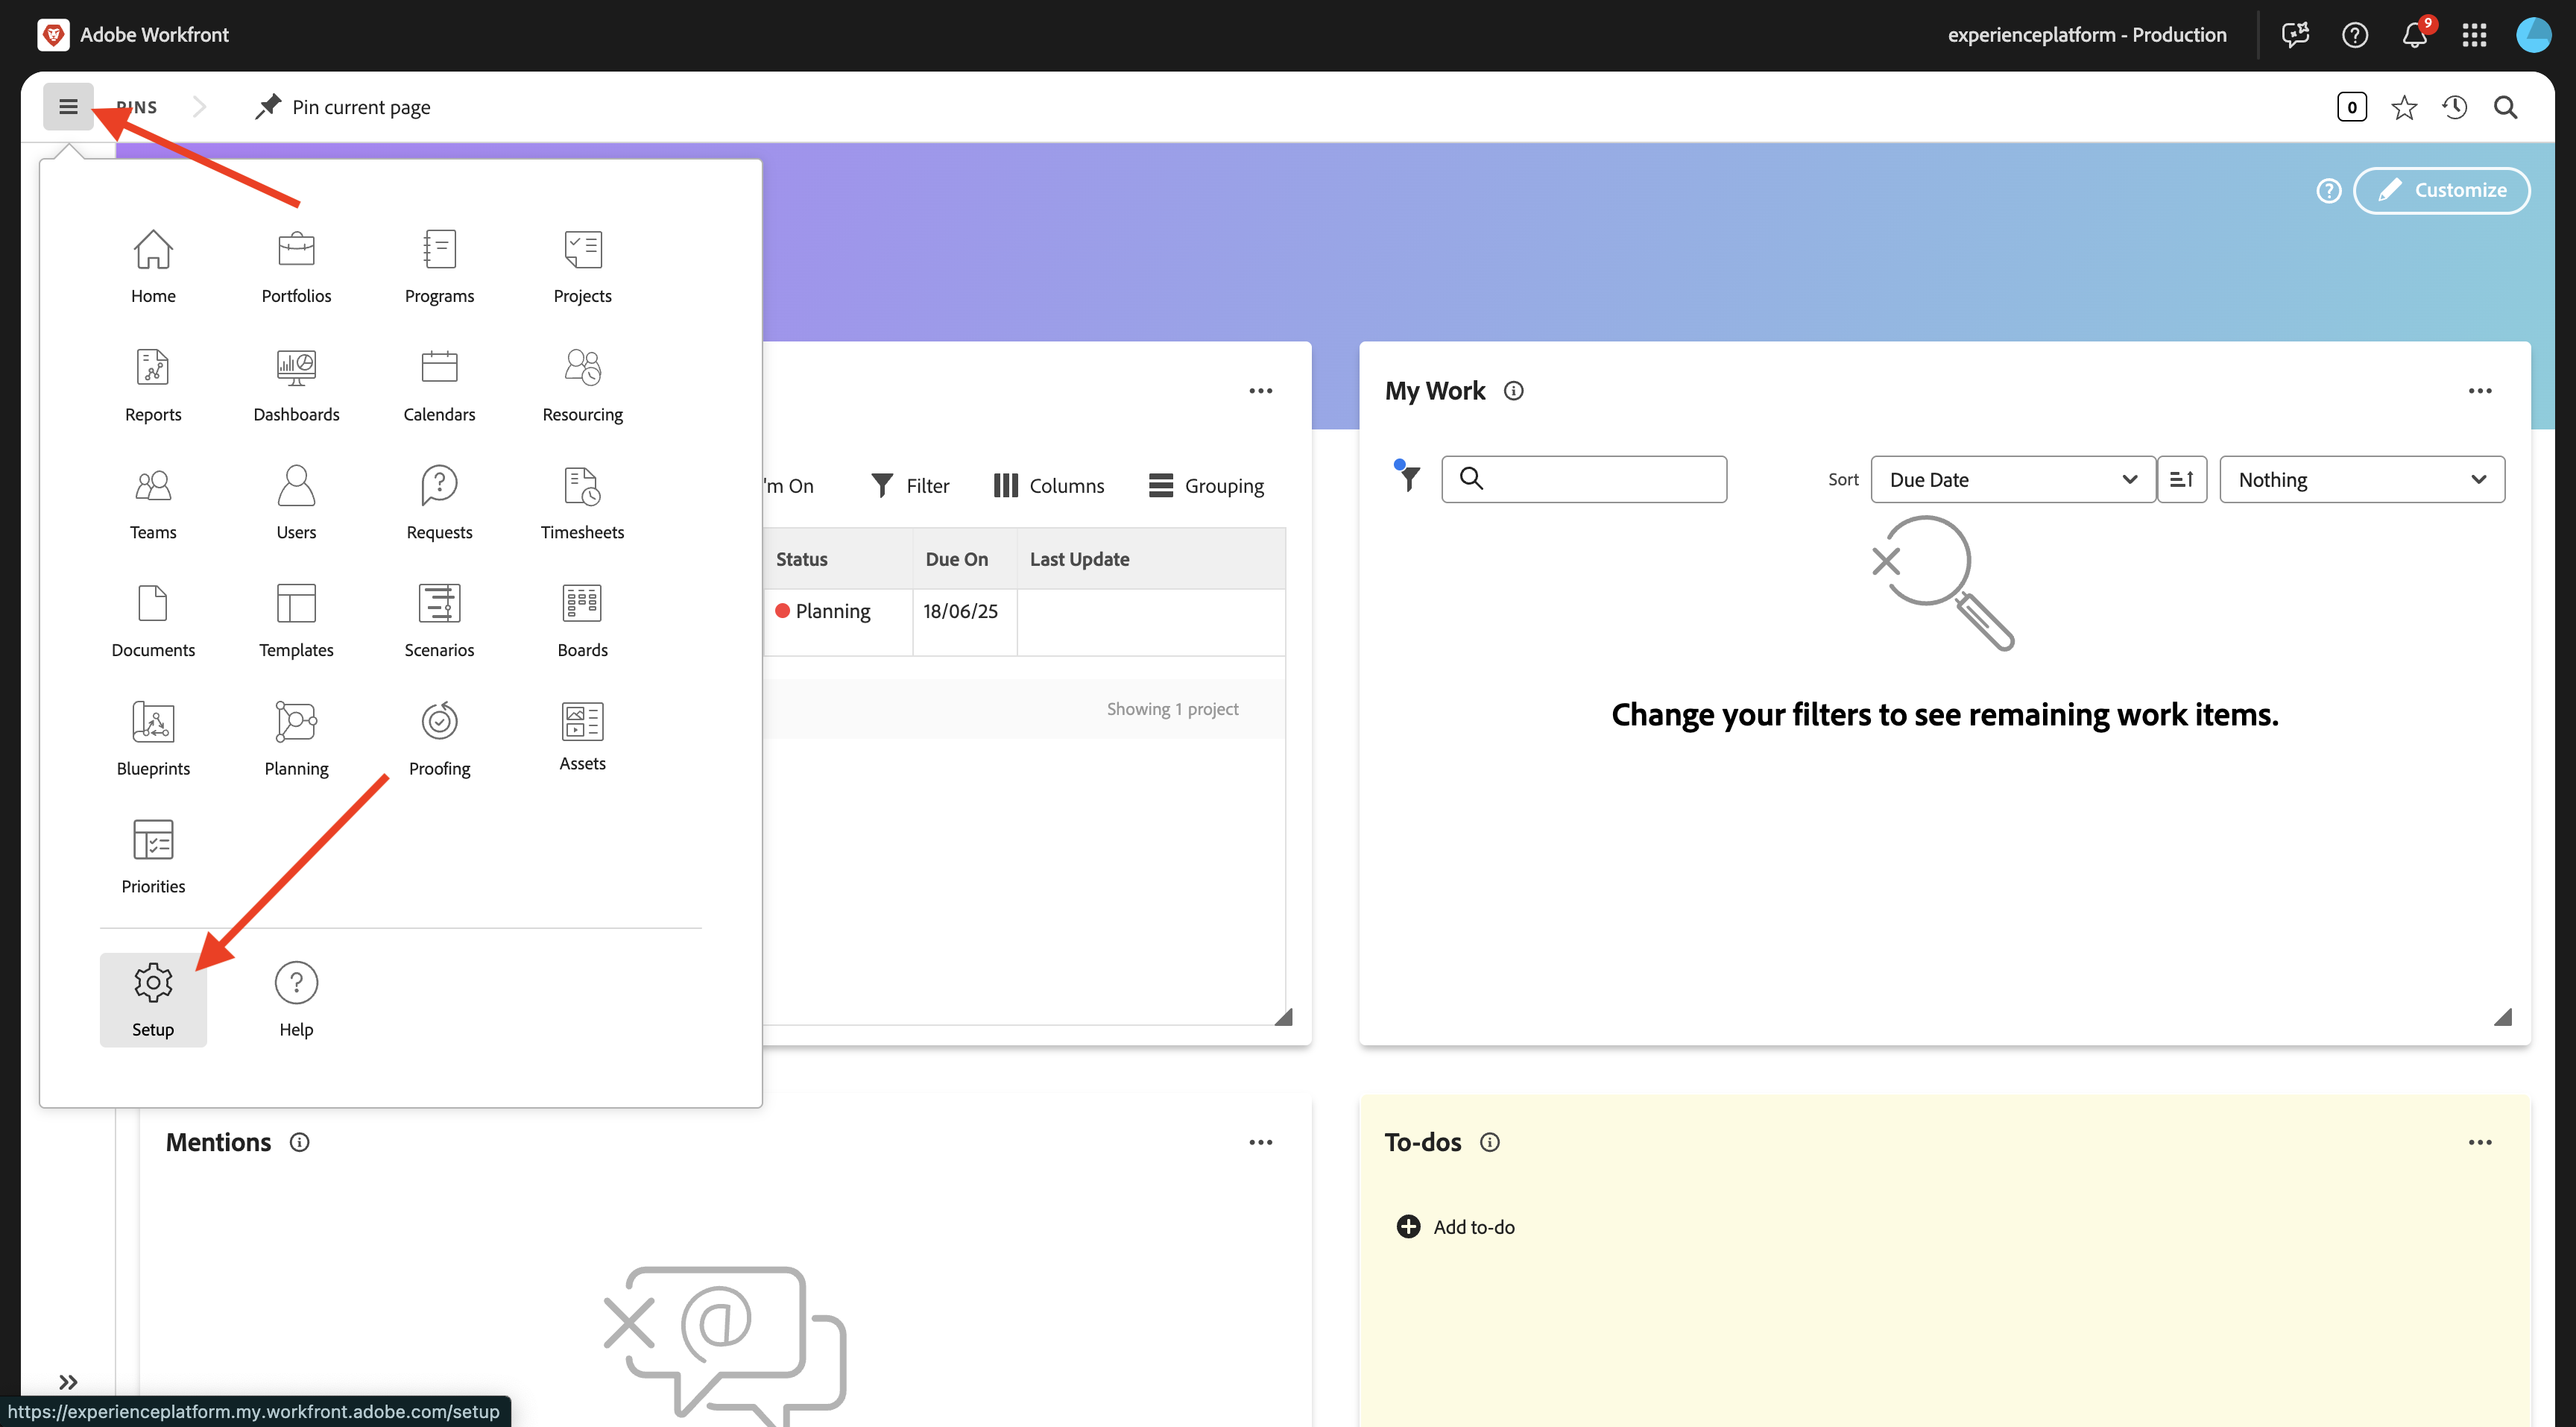 Adobe Workfront
experienceplatform - Production
9
PINS
Pin current page
0
Customize
Home
Portfolios
Programs
Projects
Reports
Dashboards
Calendars
Resourcing
Teams
Users
Requests
Timesheets
Documents
Templates
Scenarios
Boards
Blueprints
Planning
Proofing
Assets
Priorities
Setup
Help
'm On
Filter
Columns
Grouping
Status
Due On
Last Update
Planning
18/06/25
Showing 1 project
My Work
Sort
Due Date
Nothing
Change your filters to see remaining work items.
Mentions
To-dos
Add to-do
@
https://experienceplatform.my.workfront.adobe.com/setup